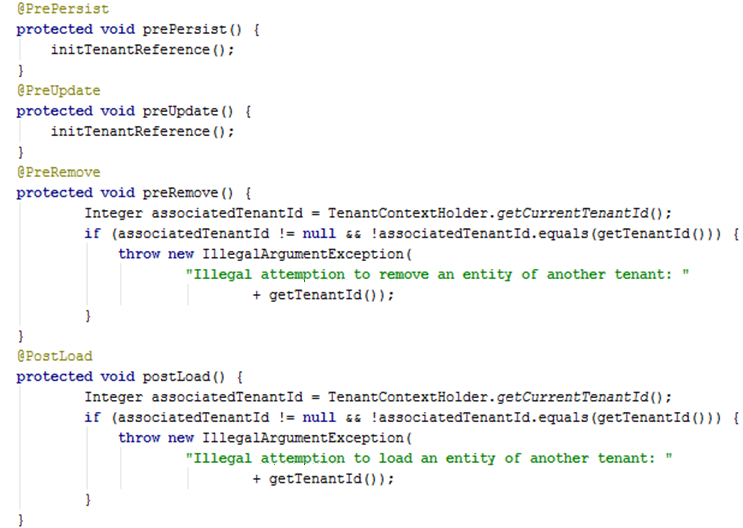 @PrePersist
protected void prePersist() {
    initTenantReference();
}
@PreUpdate
protected void preUpdate() {
    initTenantReference();
}
@PreRemove
protected void preRemove() {
        Integer associatedTenantId = TenantContextHolder.getCurrentTenantId();
        if (associatedTenantId != null && !associatedTenantId.equals(getTenantId())) {
            throw new IllegalArgumentException(
                    "Illegal attemption to remove an entity of another tenant: "
                            + getTenantId());
        }
}
@PostLoad
protected void postLoad() {
        Integer associatedTenantId = TenantContextHolder.getCurrentTenantId();
        if (associatedTenantId != null && !associatedTenantId.equals(getTenantId())) {
            throw new IllegalArgumentException(
                    "Illegal attemption to load an entity of another tenant: "
                            + getTenantId());
        }
}